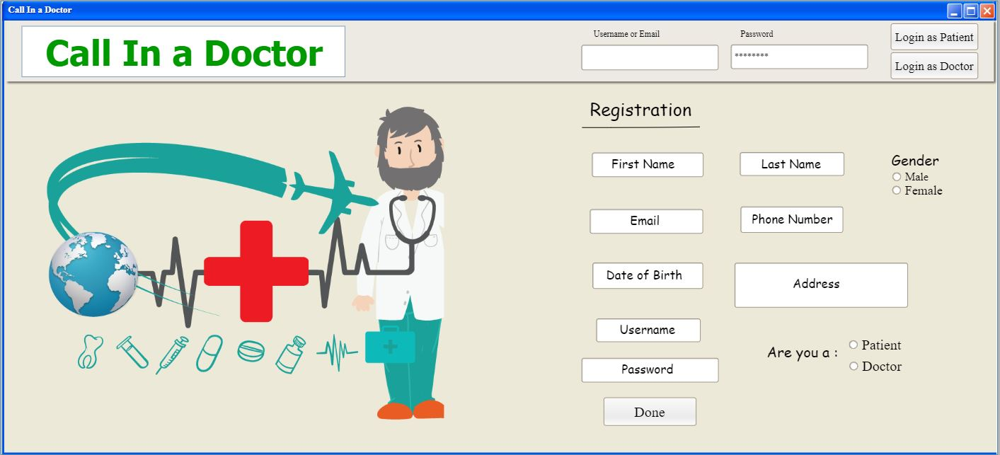 Call In a Doctor
Call In a Doctor
Username or Email
Password
********
Login as Patient
Login as Doctor
Registration
First Name
Last Name
Gender
Male
Female
Email
Phone Number
Date of Birth
Address
Username
Password
Are you a :
Patient
Doctor
Done